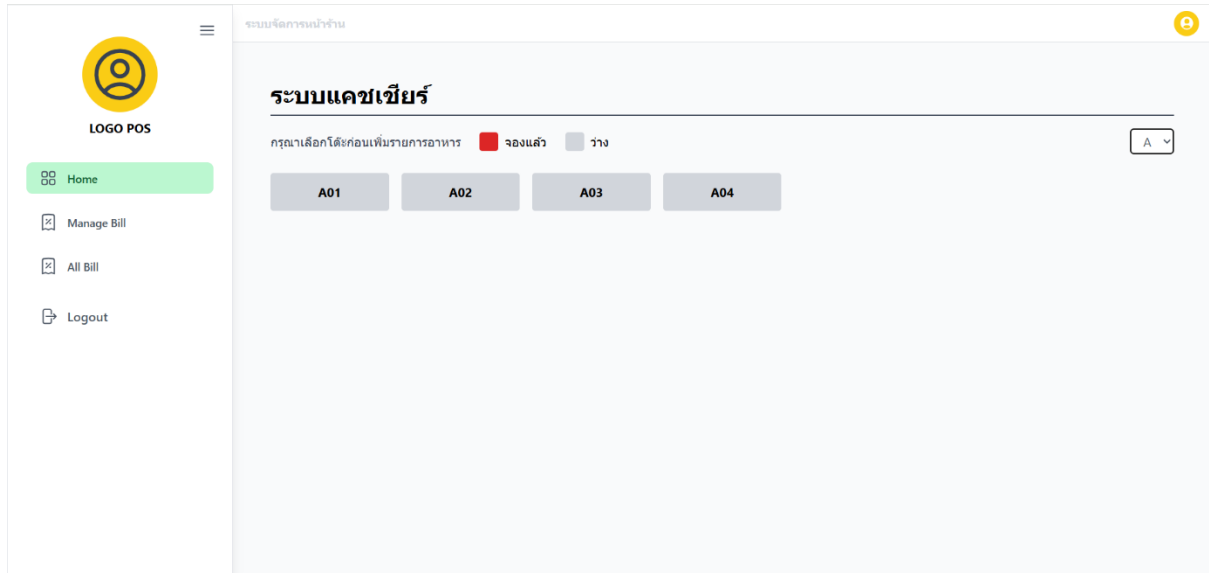 ระบบจัดการหน้าร้าน
LOGO POS
Home
Manage Bill
All Bill
Logout
ระบบแคชเชียร์
กรุณาเลือกโต๊ะก่อนเพิ่มรายการอาหาร จองแล้ว ว่าง
A
A01 A02 A03 A04